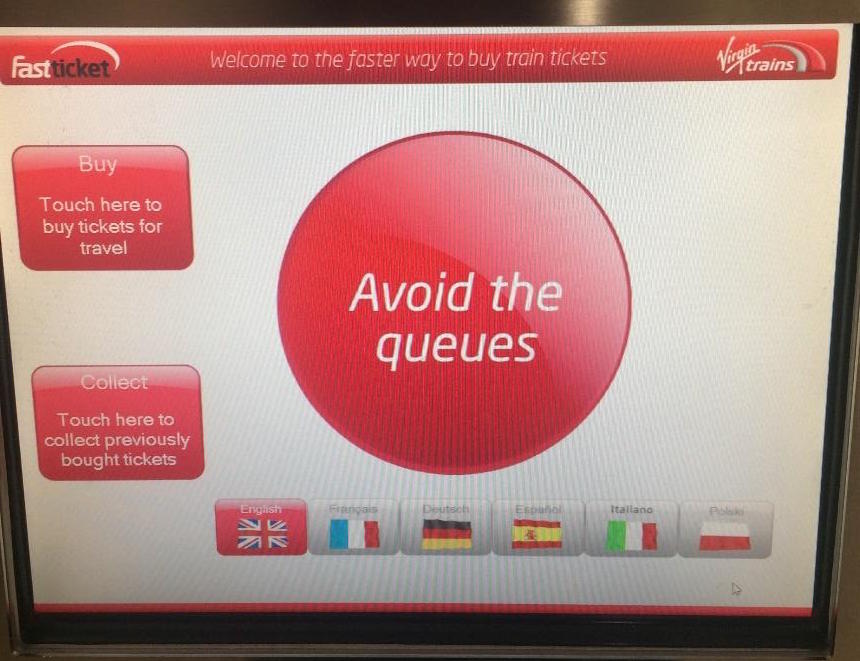 fastticket
Welcome to the faster way to buy train tickets
Virgin
trains
Buy
Touch here to
buy tickets for
travel
Avoid the
queues
Collect
Touch here to
collect previously
bought tickets
English
Français
Deutsch
Español
Italiano
Polski